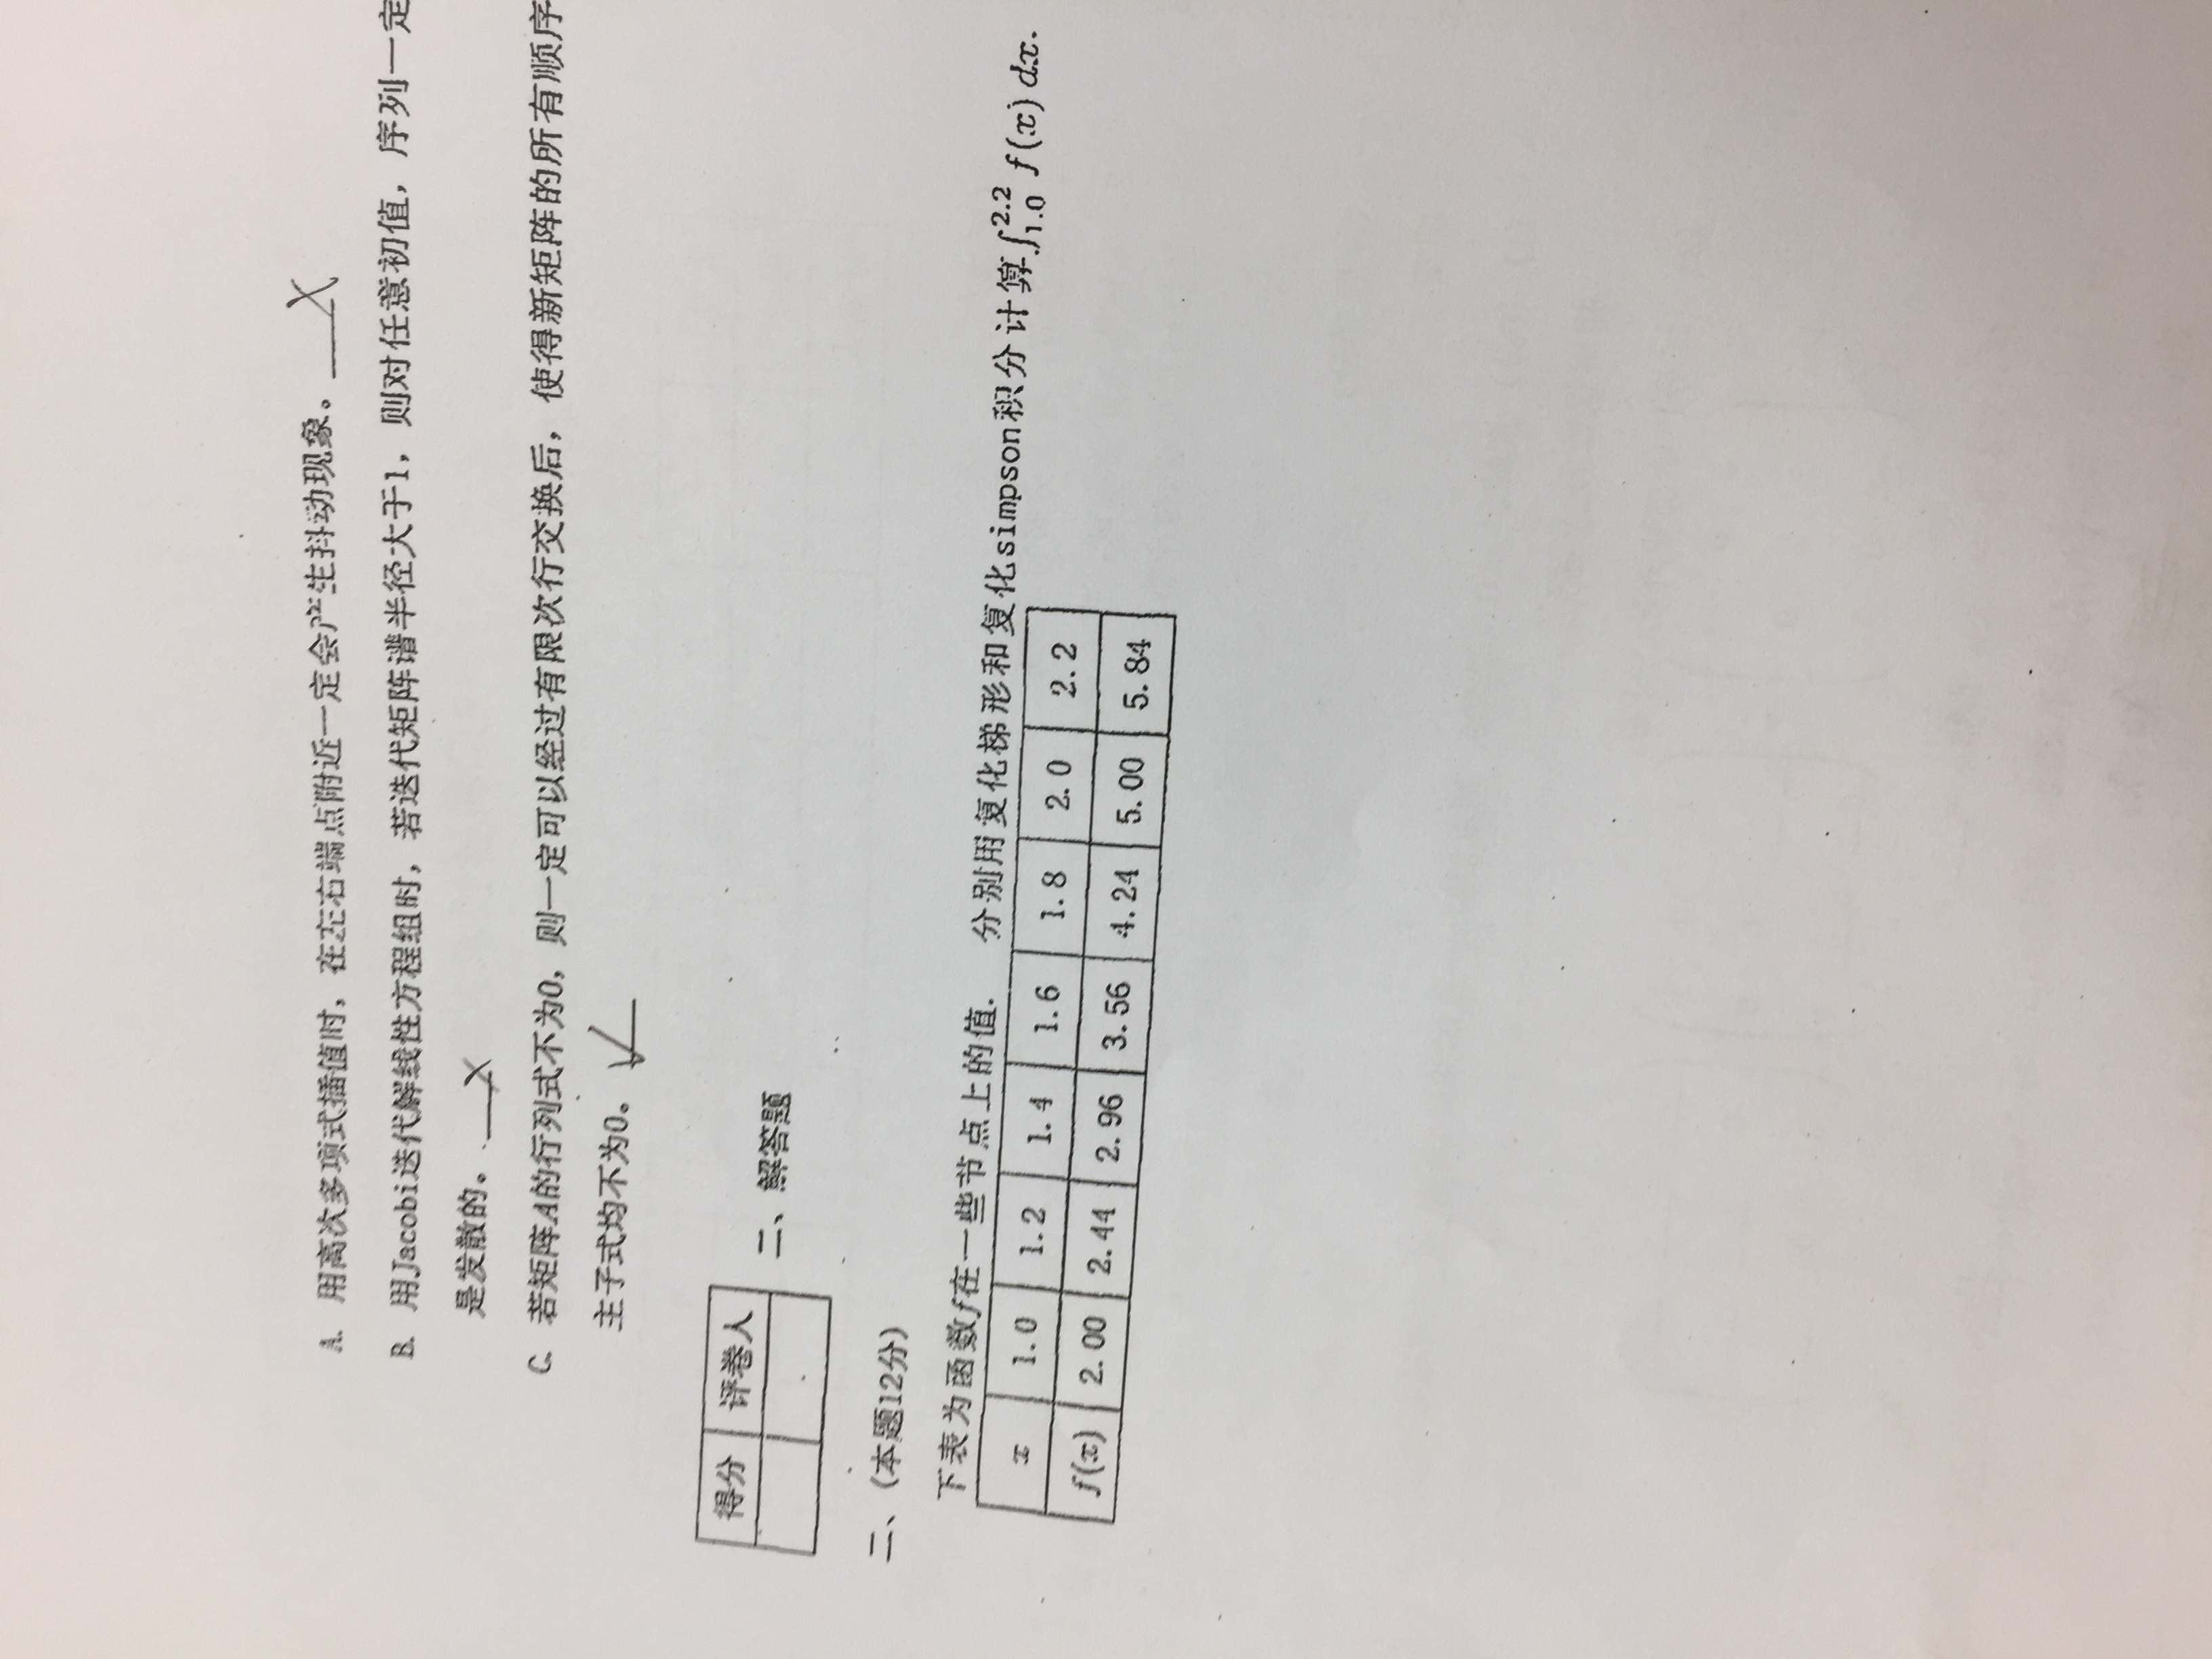 A. 用高次多项式插值时，在左右端点附近一定会产生抖动现象。 X
B. 用Jacobi迭代解线性方程组时，若迭代矩阵谱半径大于1，则对任意初值，序列一定
是发散的。 X
C. 若矩阵A的行列式不为0，则一定可以经过有限次行交换后，使得新矩阵的所有顺序
主子式均不为0。 √
得分 评卷人
二、解答题
二、(本题12分)
下表为函数f在一些节点上的值. 分别用复化梯形和复化simpson积分计算∫_{1.0}^{2.2} f(x) dx.
x 1.0 1.2 1.4 1.6 1.8 2.0 2.2
f(x) 2.00 2.44 2.96 3.56 4.24 5.00 5.84